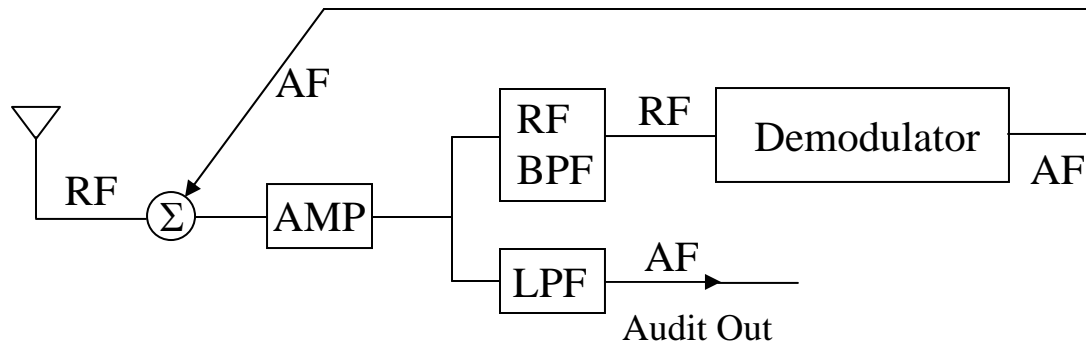 AF
RF
Σ
AMP
RF
BPF
RF
Demodulator
AF
LPF
AF
Audit Out